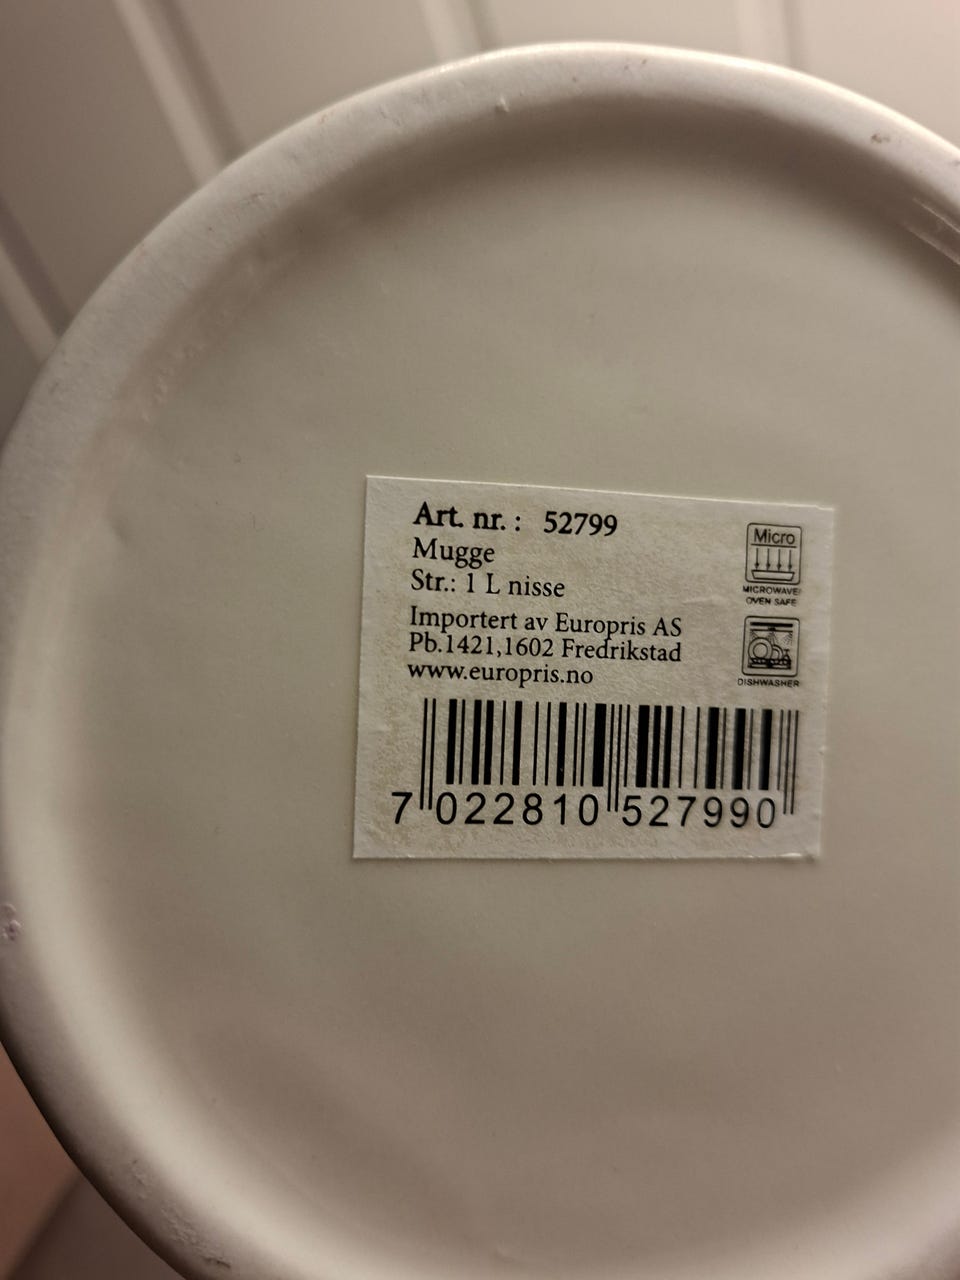 Art. nr. : 52799
Mugge
Str.: 1 L nisse
Importert av Europris AS
Pb.1421,1602 Fredrikstad
www.europris.no
Micro
MICROWAVE
OVEN SAFE
DISHWASHER
7 022810 527990